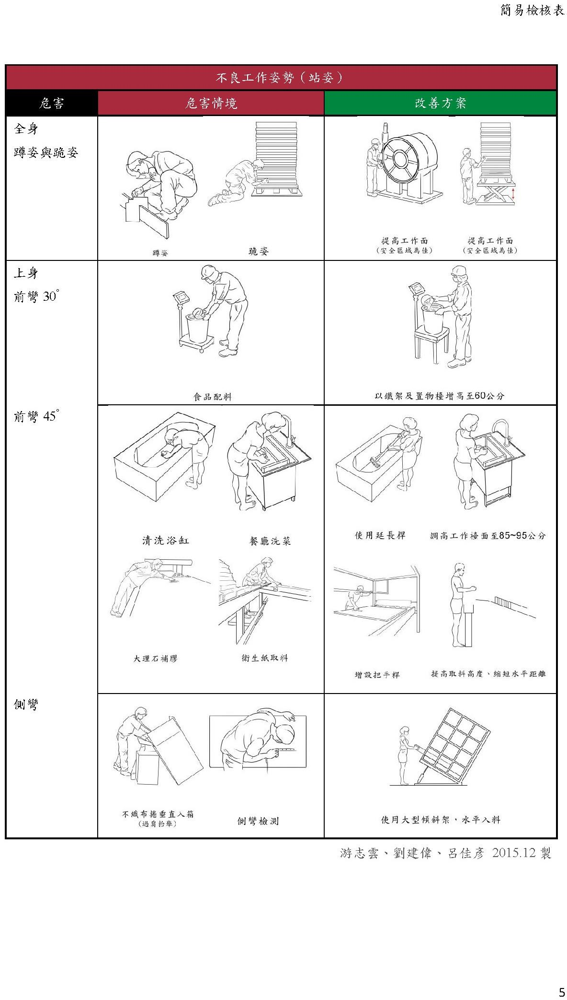 簡易檢核表
不良工作姿勢（站姿）
危害
危害情境
改善方案
全身
蹲姿與跪姿
蹲姿
跪姿
提高工作面
(安全區域為佳)
提高工作面
(安全區域為佳)
上身
前彎 30°
食品配料
以鐵架及置物檯增高至60公分
前彎 45°
清洗浴缸
餐廳洗菜
使用延長桿
調高工作檯面至85~95公分
大理石補膠
衛生紙取料
增設把手桿
提高取料高度、縮短水平距離
側彎
不織布捲垂直入箱
(過肩抬舉)
側彎檢測
使用大型傾斜架，水平入料
游志雲、劉建偉、呂佳彥 2015.12 製
5